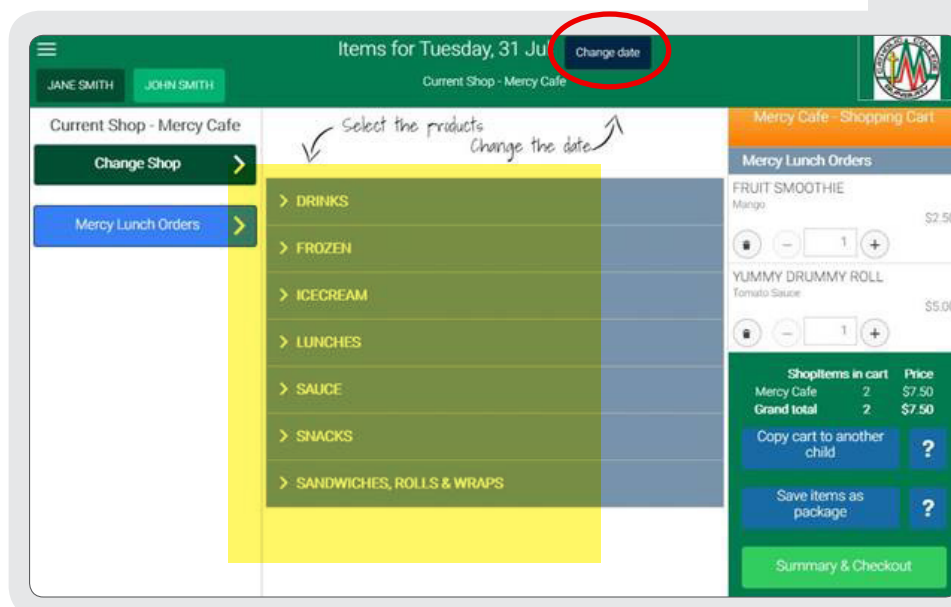 Items for Tuesday, 31 Ju
Change date
JANE SMITH
JOHN SMITH
Current Shop - Mercy Cafe
Current Shop - Mercy Cafe
Change Shop
Mercy Lunch Orders
Select the products
Change the date
> DRINKS
> FROZEN
> ICECREAM
> LUNCHES
> SAUCE
> SNACKS
> SANDWICHES, ROLLS & WRAPS
Mercy Cafe - Shopping Cart
Mercy Lunch Orders
FRUIT SMOOTHIE
Mango
$2.50
1
YUMMY DRUMMY ROLL
Tomato Sauce
$5.00
1
ShopItems in cart Price
Mercy Cafe 2 $7.50
Grand total 2 $7.50
Copy cart to another
child
?
Save items as
package
?
Summary & Checkout